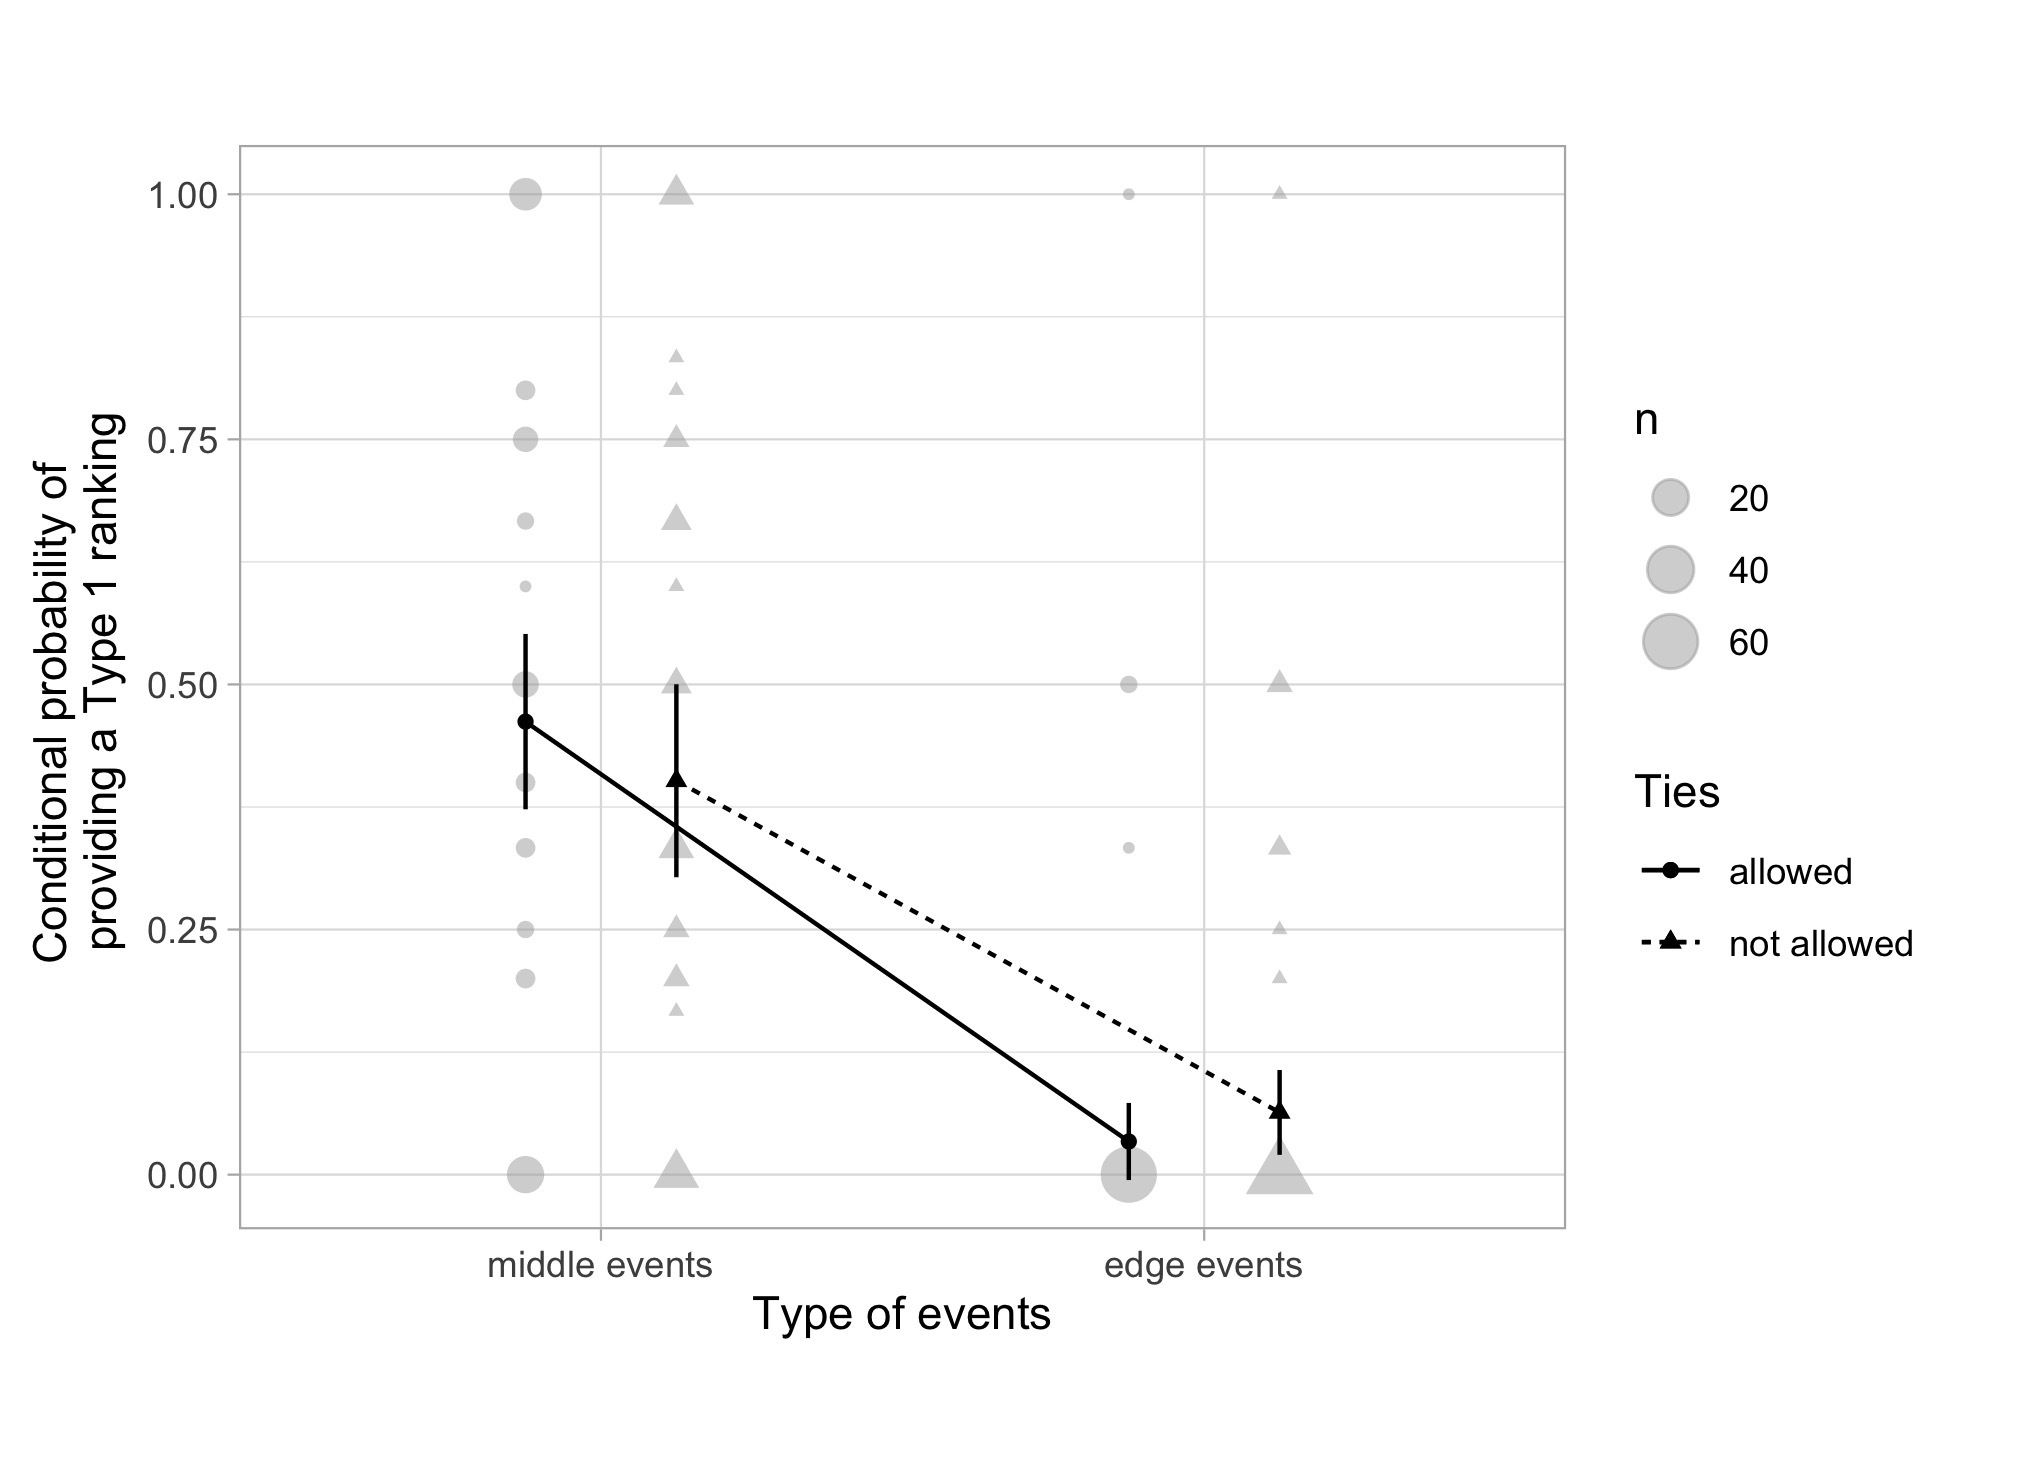 Conditional probability of
providing a Type 1 ranking
1.00
0.75
0.50
0.25
0.00
middle events
edge events
Type of events
n
20
40
60
Ties
allowed
not allowed